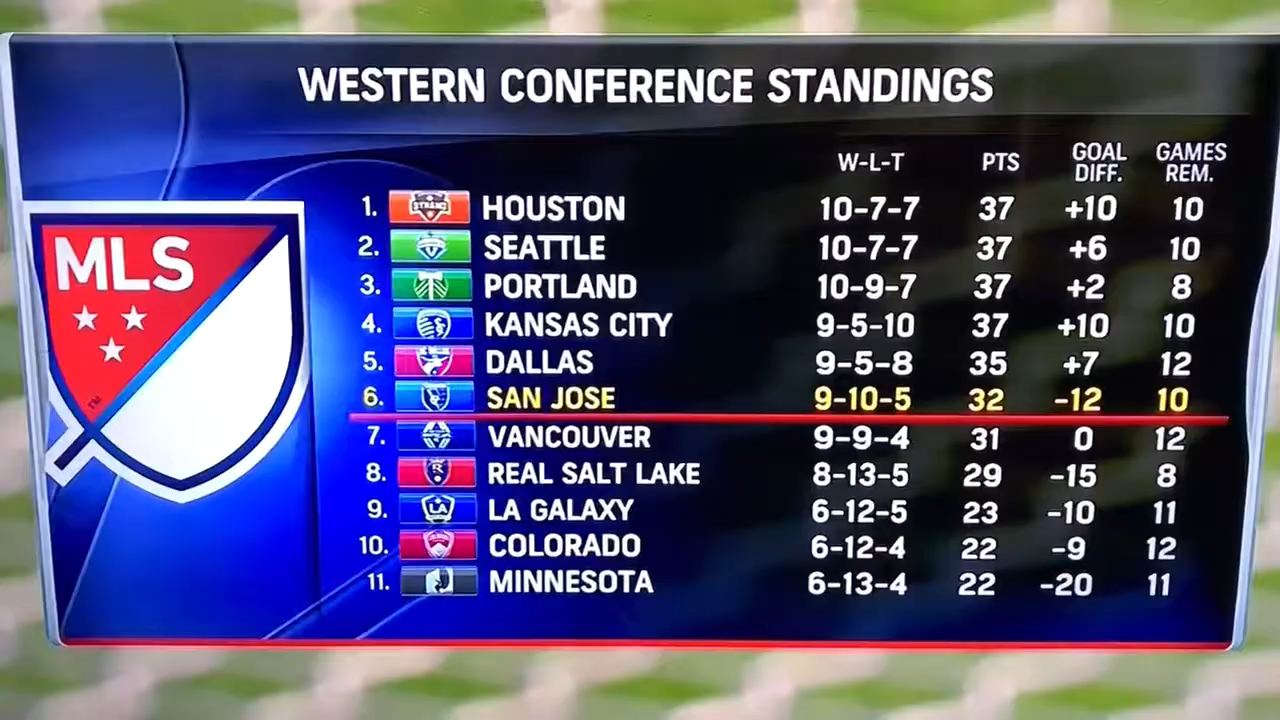 WESTERN CONFERENCE STANDINGS
W-L-T PTS GOAL DIFF. GAMES REM.
MLS
TM
1. HOUSTON 10-7-7 37 +10 10
2. SEATTLE 10-7-7 37 +6 10
3. PORTLAND 10-9-7 37 +2 8
4. KANSAS CITY 9-5-10 37 +10 10
5. DALLAS 9-5-8 35 +7 12
6. SAN JOSE 9-10-5 32 -12 10
7. VANCOUVER 9-9-4 31 0 12
8. REAL SALT LAKE 8-13-5 29 -15 8
9. LA LA GALAXY 6-12-5 23 -10 11
10. COLORADO 6-12-4 22 -9 12
11. MINNESOTA 6-13-4 22 -20 11